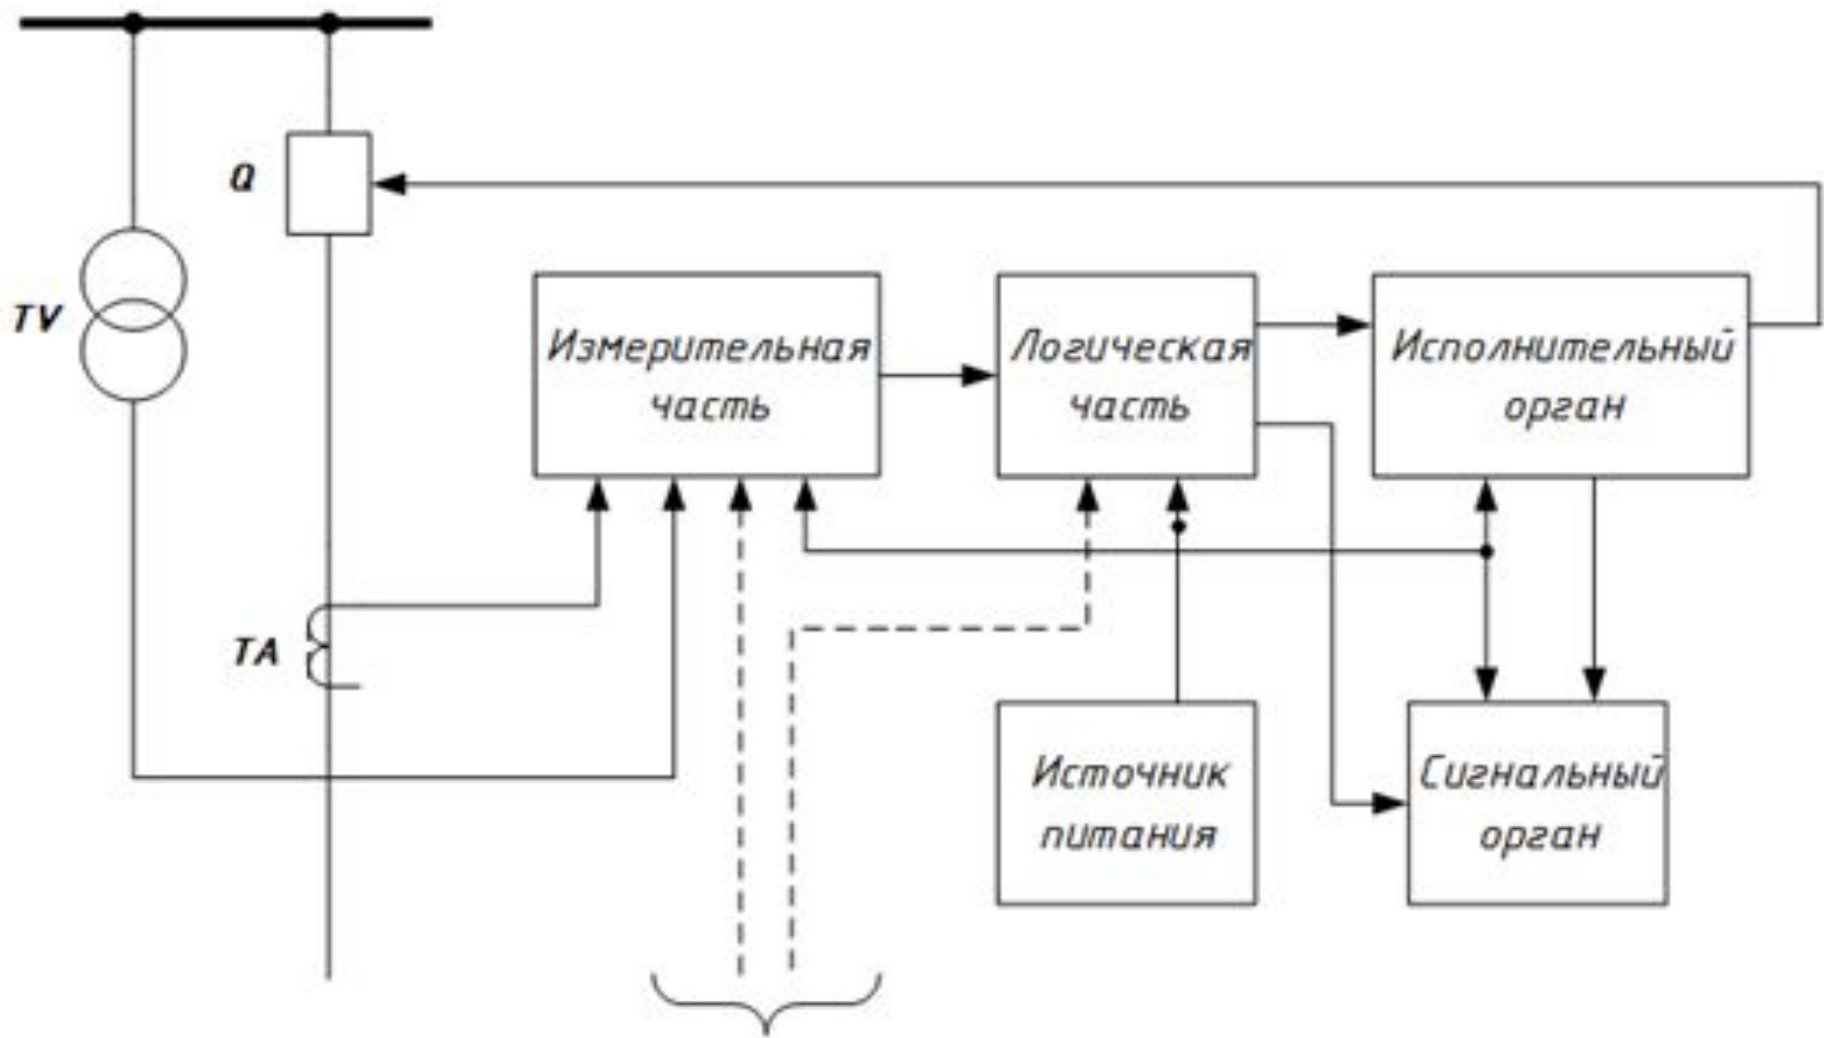 Q
TV
Измерительная
часть
Логическая
часть
Исполнительный
орган
TA
Источник
питания
Сигнальный
орган